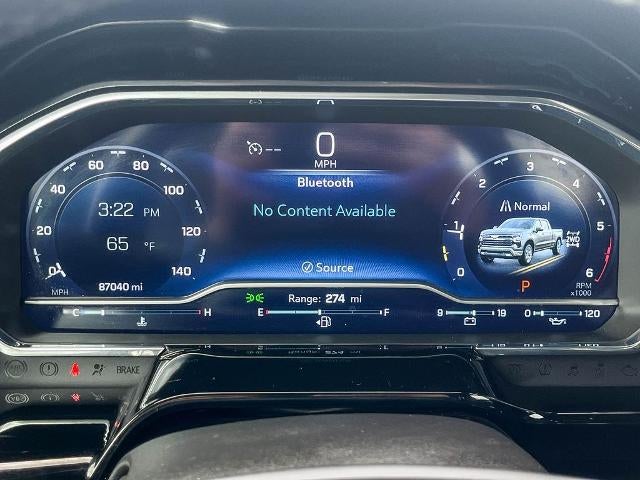 0
MPH
Bluetooth
No Content Available
Source
0 20 40 60 80 100 120 140
MPH
3:22 PM
65 °F
87040 mi
0 1 2 3 4 5 6
RPM
x1000
Normal
2WD
P
C H
Range: 274 mi
E F
9 19
0 120
BRAKE